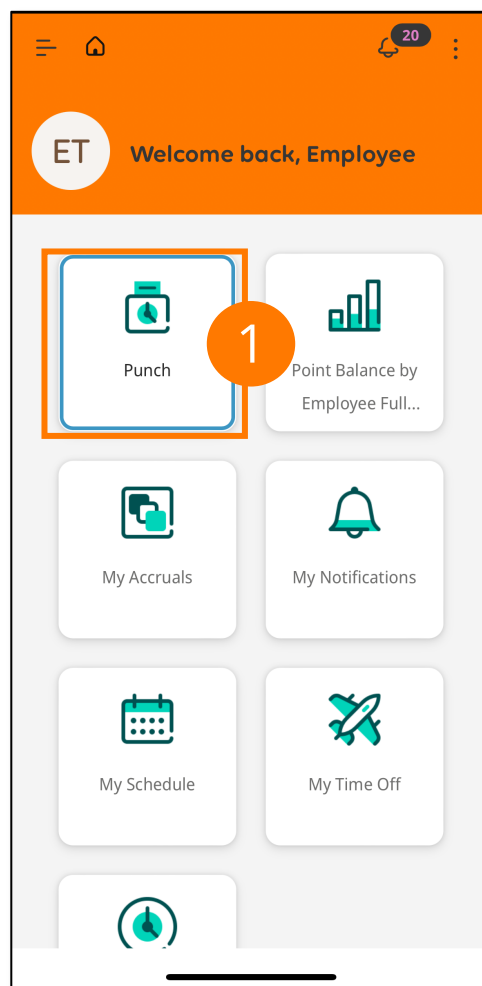 20
ET
Welcome back, Employee
Punch
1
Point Balance by
Employee Full...
My Accruals
My Notifications
My Schedule
My Time Off